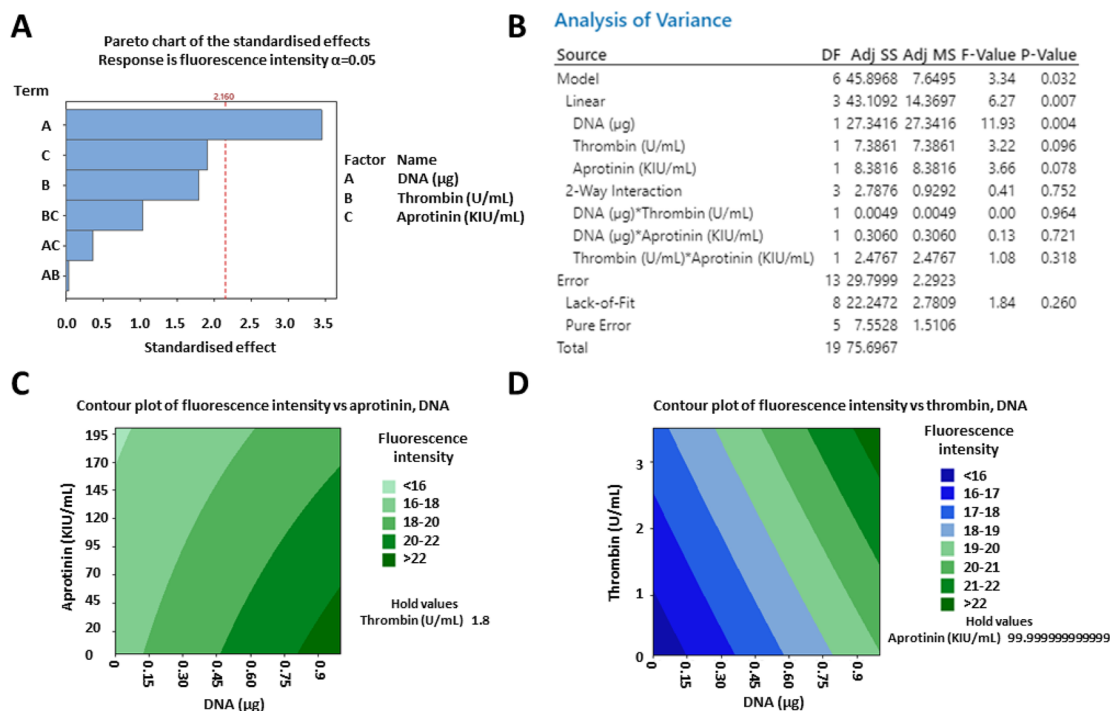 A
Pareto chart of the standardised effects
Response is fluorescence intensity α=0.05
Term
2.160
A
C
B
BC
AC
AB
0.0 0.5 1.0 1.5 2.0 2.5 3.0 3.5
Standardised effect
Factor Name
A DNA (µg)
B Thrombin (U/mL)
C Aprotinin (KIU/mL)
B
Analysis of Variance
Source DF Adj SS Adj MS F-Value P-Value
Model 6 45.8968 7.6495 3.34 0.032
Linear 3 43.1092 14.3697 6.27 0.007
DNA (µg) 1 27.3416 27.3416 11.93 0.004
Thrombin (U/mL) 1 7.3861 7.3861 3.22 0.096
Aprotinin (KIU/mL) 1 8.3816 8.3816 3.66 0.078
2-Way Interaction 3 2.7876 0.9292 0.41 0.752
DNA (µg)*Thrombin (U/mL) 1 0.0049 0.0049 0.00 0.964
DNA (µg)*Aprotinin (KIU/mL) 1 0.3060 0.3060 0.13 0.721
Thrombin (U/mL)*Aprotinin (KIU/mL) 1 2.4767 2.4767 1.08 0.318
Error 13 29.7999 2.2923
Lack-of-Fit 8 22.2472 2.7809 1.84 0.260
Pure Error 5 7.5528 1.5106
Total 19 75.6967
C
Contour plot of fluorescence intensity vs aprotinin, DNA
Aprotinin (KIU/mL)
195
170
145
120
95
70
45
20
0
0 0.15 0.30 0.45 0.60 0.75 0.9
DNA (µg)
Fluorescence
intensity
<16
16-18
18-20
20-22
>22
Hold values
Thrombin (U/mL) 1.8
D
Contour plot of fluorescence intensity vs thrombin, DNA
Thrombin (U/mL)
3
2
1
0
0 0.15 0.30 0.45 0.60 0.75 0.9
DNA (µg)
Fluorescence
intensity
<16
16-17
17-18
18-19
19-20
20-21
21-22
>22
Hold values
Aprotinin (KIU/mL) 99.999999999999